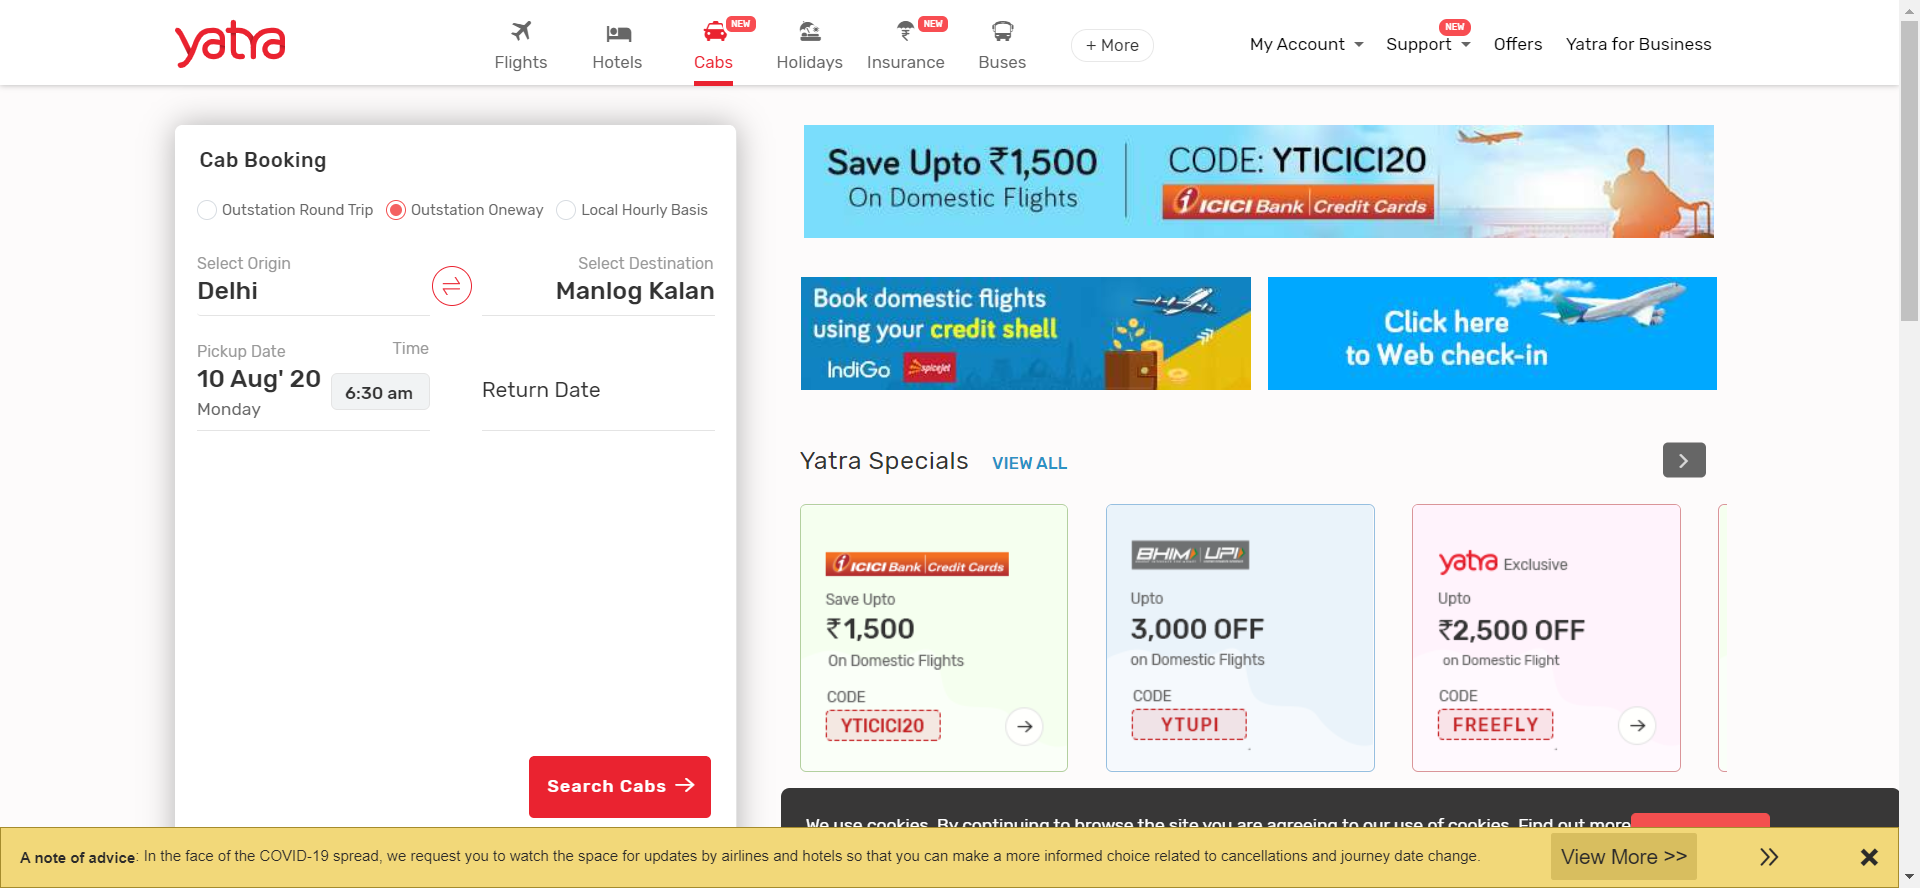 yatra
Flights
Hotels
Cabs
NEW
Holidays
Insurance
NEW
Buses
+ More
My Account
Support
NEW
Offers
Yatra for Business
Cab Booking
Outstation Round Trip
Outstation Oneway
Local Hourly Basis
Select Origin
Delhi
Select Destination
Manlog Kalan
Pickup Date
10 Aug' 20
Monday
Time
6:30 am
Return Date
Search Cabs
Save Upto ₹1,500
On Domestic Flights
CODE: YTICICI20
ICICI Bank Credit Cards
Book domestic flights
using your credit shell
IndiGo
spicejet
Click here
to Web check-in
Yatra Specials
VIEW ALL
ICICI Bank Credit Cards
Save Upto
₹1,500
On Domestic Flights
CODE
YTICICI20
BHIM UPI
Upto
3,000 OFF
on Domestic Flights
CODE
YTUPI
yatra Exclusive
Upto
₹2,500 OFF
on Domestic Flight
CODE
FREEFLY
We use cookies. By continuing to browse the site you are agreeing to our use of cookies. Find out more
A note of advice: In the face of the COVID-19 spread, we request you to watch the space for updates by airlines and hotels so that you can make a more informed choice related to cancellations and journey date change.
View More >>